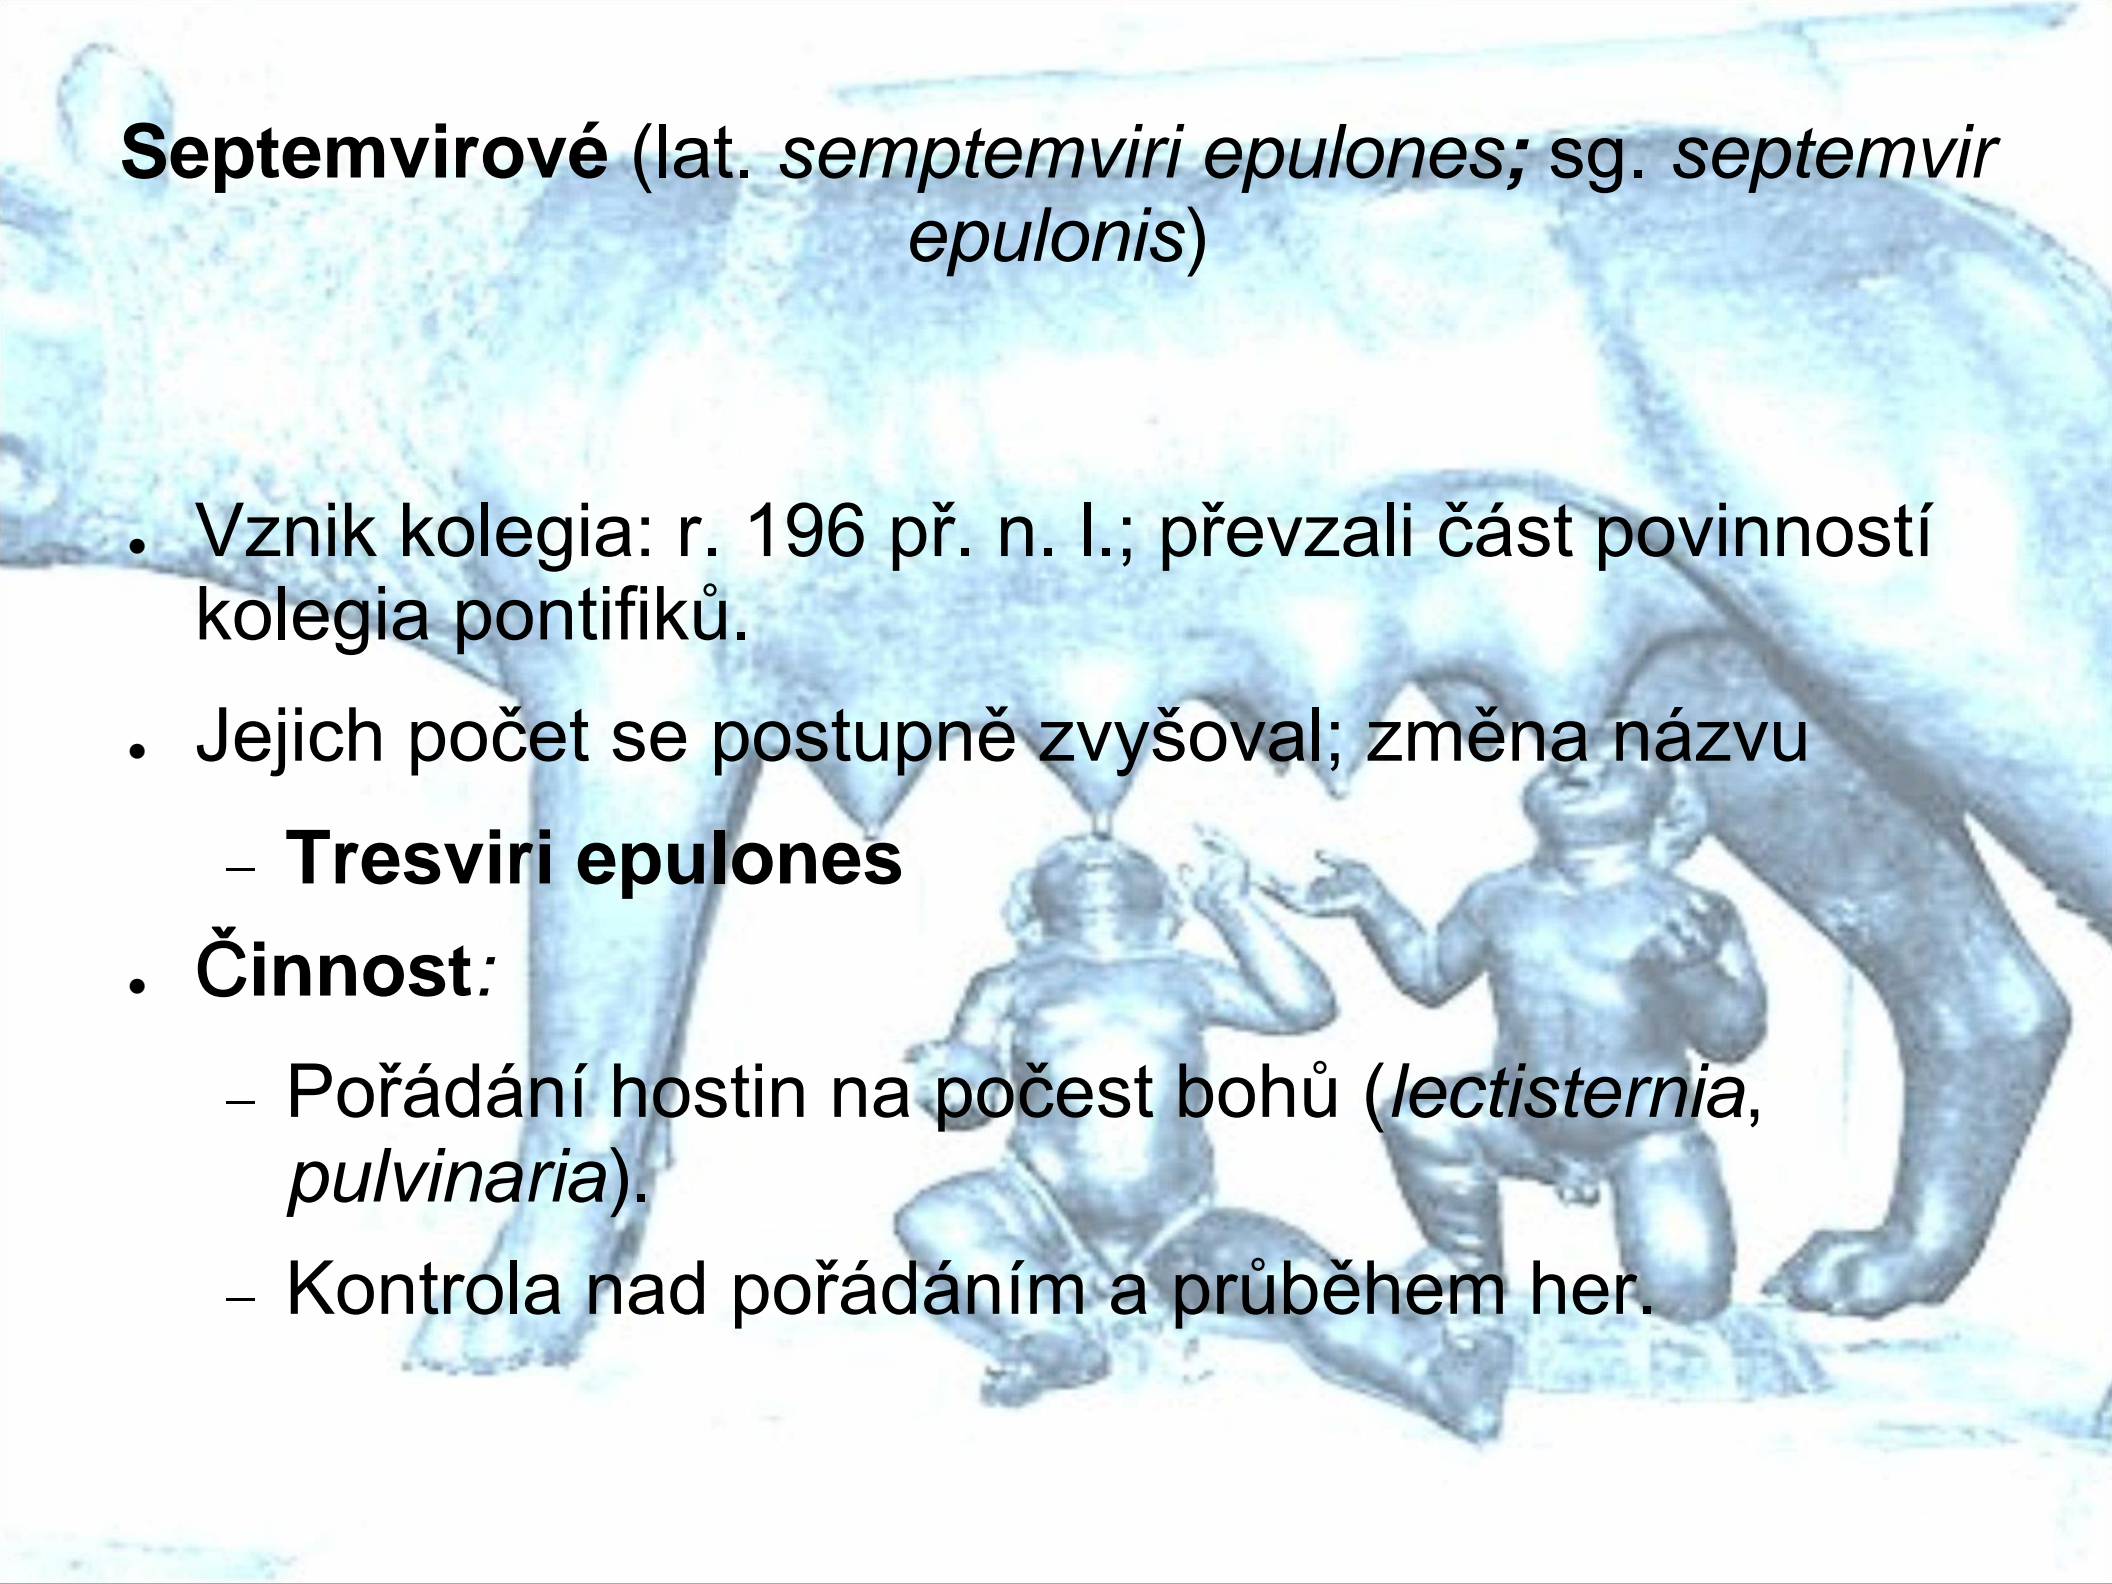 Septemvirové (lat. semptemviri epulones; sg. septemvir
epulonis)
● Vznik kolegia: r. 196 př. n. l.; převzali část povinností
kolegia pontifiků.
● Jejich počet se postupně zvyšoval; změna názvu
– Tresviri epulones
● Činnost:
– Pořádání hostin na počest bohů (lectisternia,
pulvinaria).
– Kontrola nad pořádáním a průběhem her.